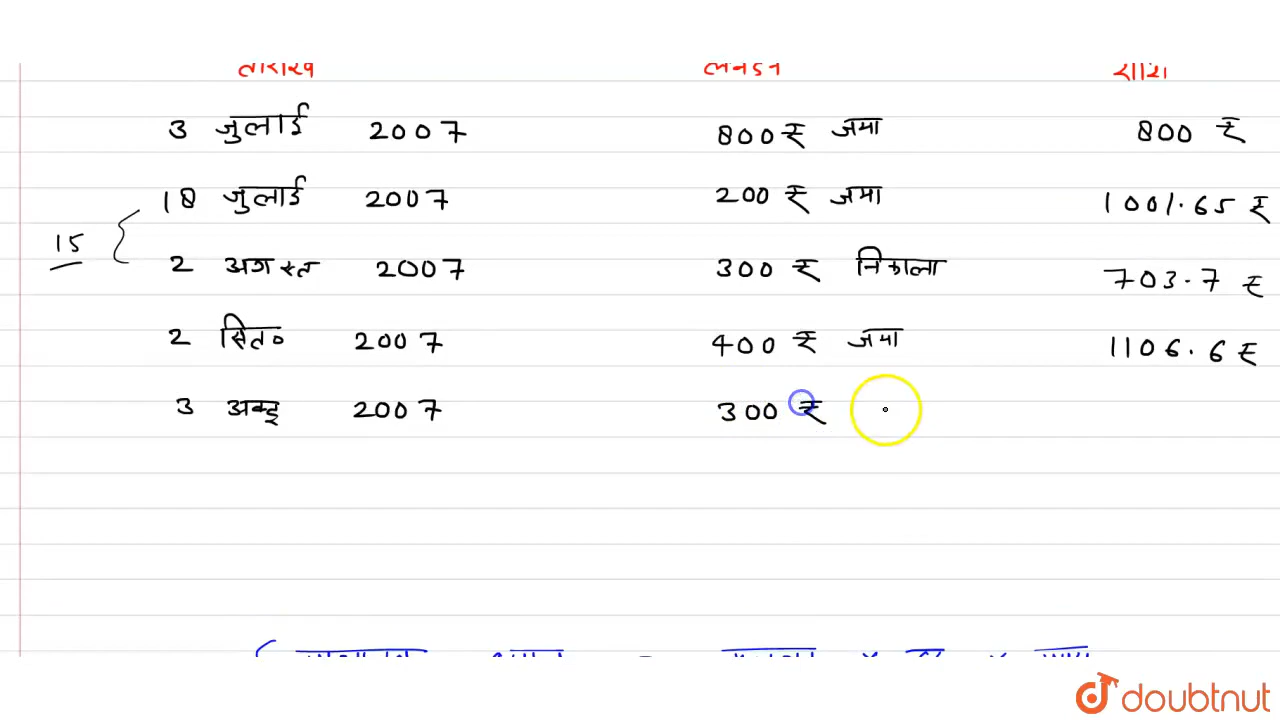 तारीख लेनदेन राशि
3 जुलाई 2007 800 ₹ जमा 800 ₹
18 जुलाई 2007 200 ₹ जमा 1001.65 ₹
15
2 अगस्त 2007 300 ₹ निकाला 703.7 ₹
2 सित० 2007 400 ₹ जमा 1106.6 ₹
3 अक्टू 2007 300 ₹
doubtnut